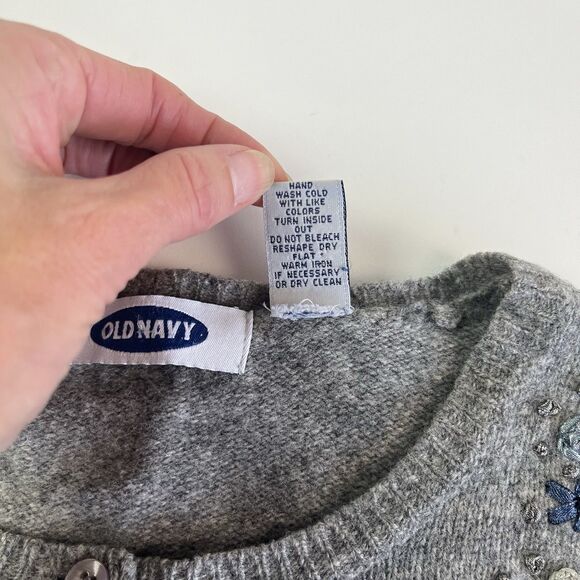 HAND
WASH COLD
WITH LIKE
COLORS
TURN INSIDE
OUT
DO NOT BLEACH
RESHAPE DRY
FLAT
WARM IRON
IF NECESSARY
OR DRY CLEAN
OLD NAVY